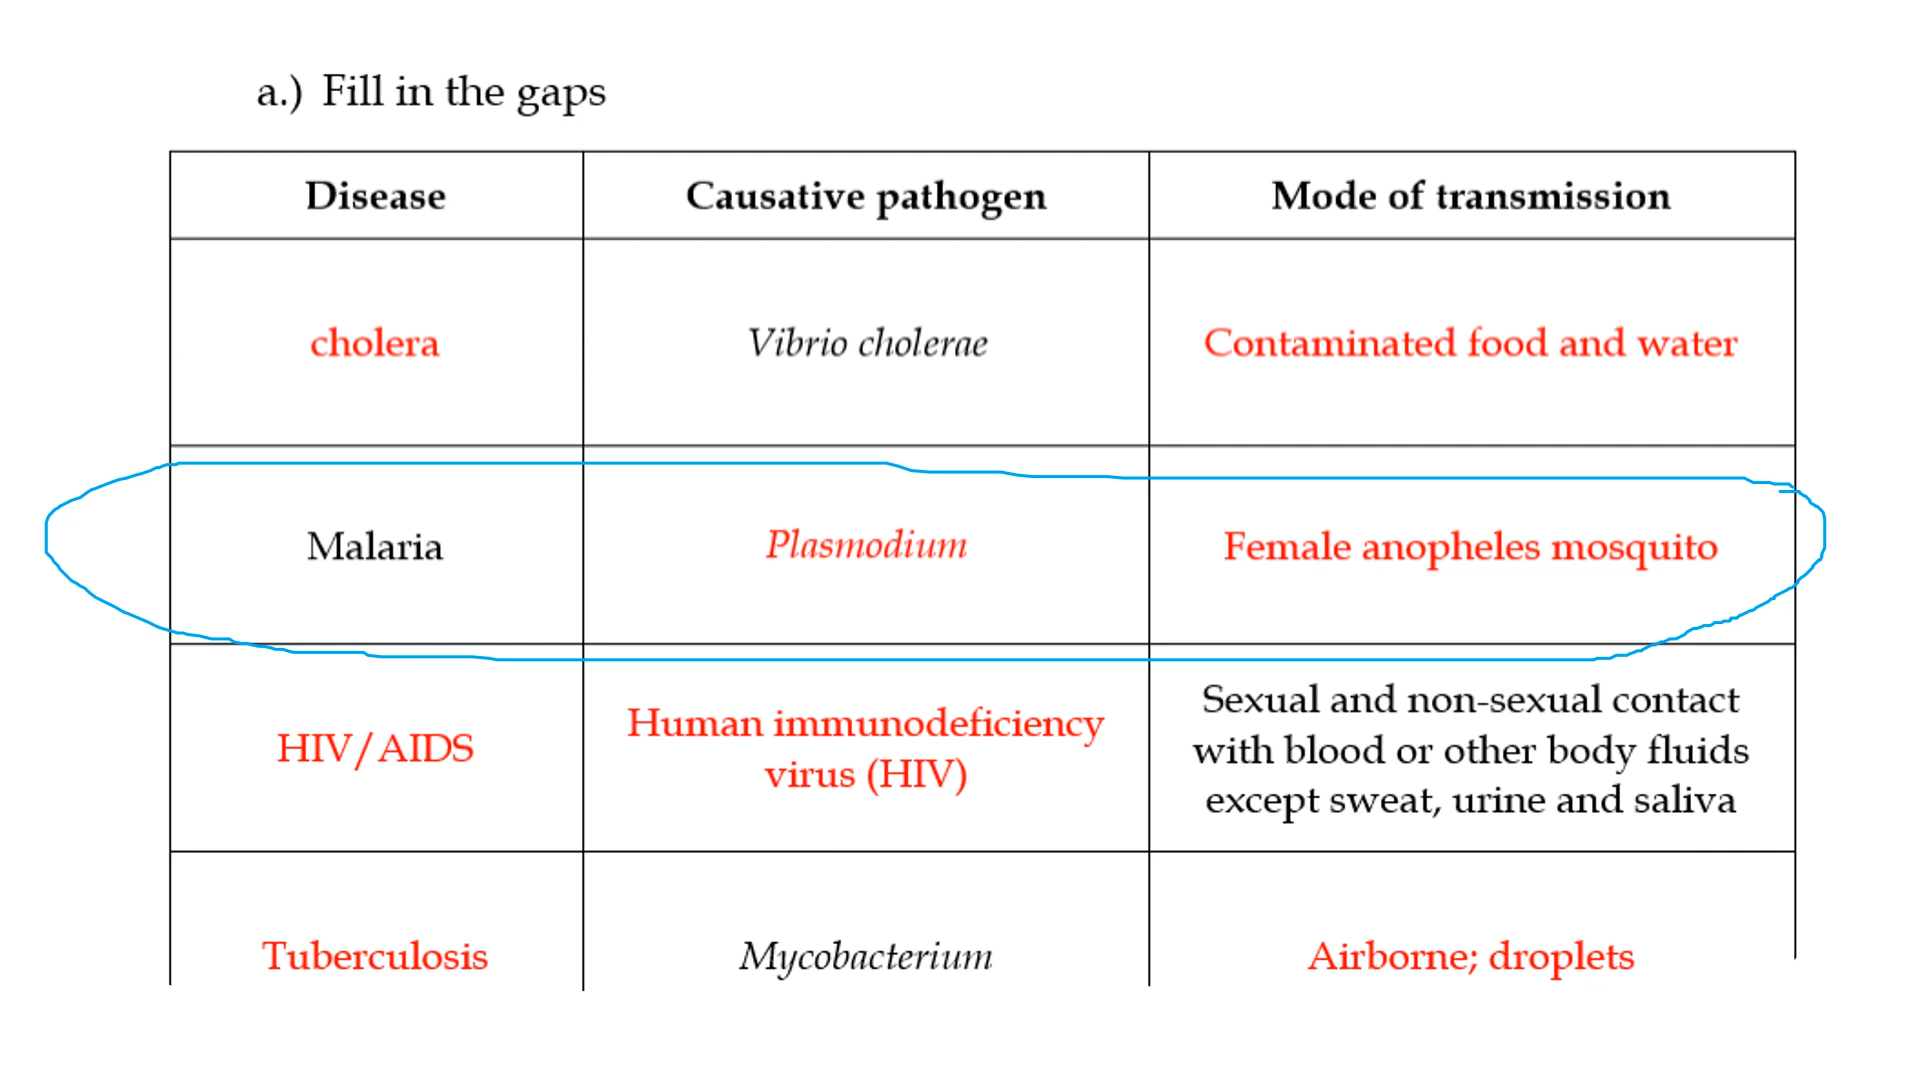 a.) Fill in the gaps
Disease
Causative pathogen
Mode of transmission
cholera
Vibrio cholerae
Contaminated food and water
Malaria
Plasmodium
Female anopheles mosquito
HIV/AIDS
Human immunodeficiency
virus (HIV)
Sexual and non-sexual contact
with blood or other body fluids
except sweat, urine and saliva
Tuberculosis
Mycobacterium
Airborne; droplets